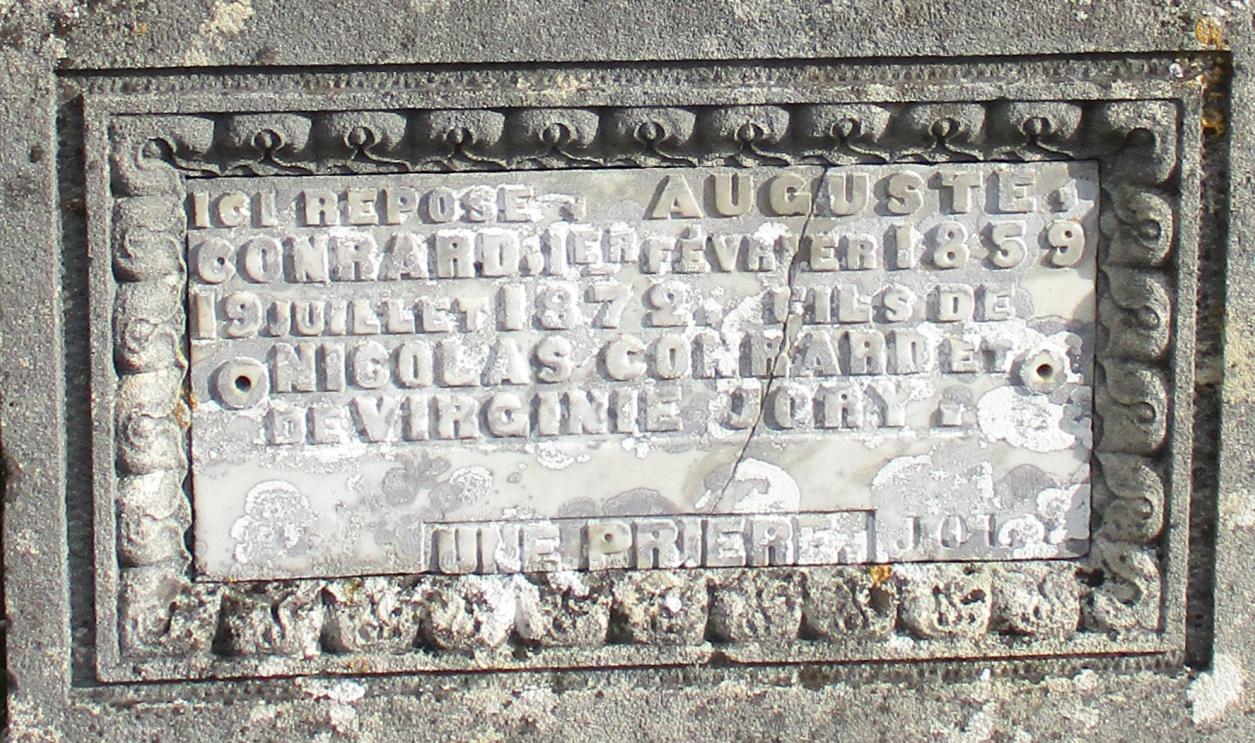 ICI REPOSE . AUGUSTE .
CONRARD . 1ER FÉVRIER 1859
19 JUILLET 1872 . FILS DE
NICOLAS CONRARD ET
DE VIRGINIE JORY .
UNE PRIERE